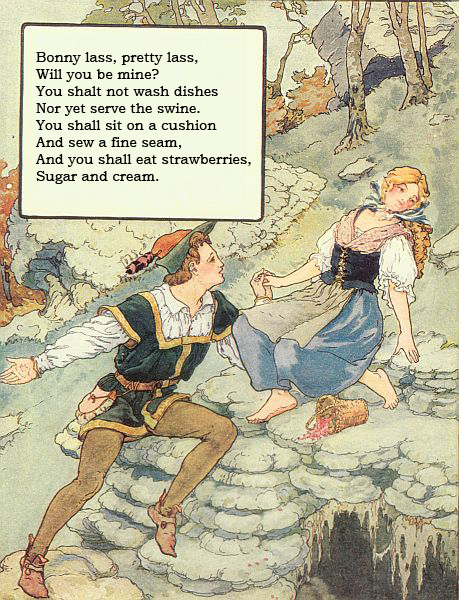 Bonny lass, pretty lass,
Will you be mine?
You shalt not wash dishes
Nor yet serve the swine.
You shall sit on a cushion
And sew a fine seam,
And you shall eat strawberries,
Sugar and cream.